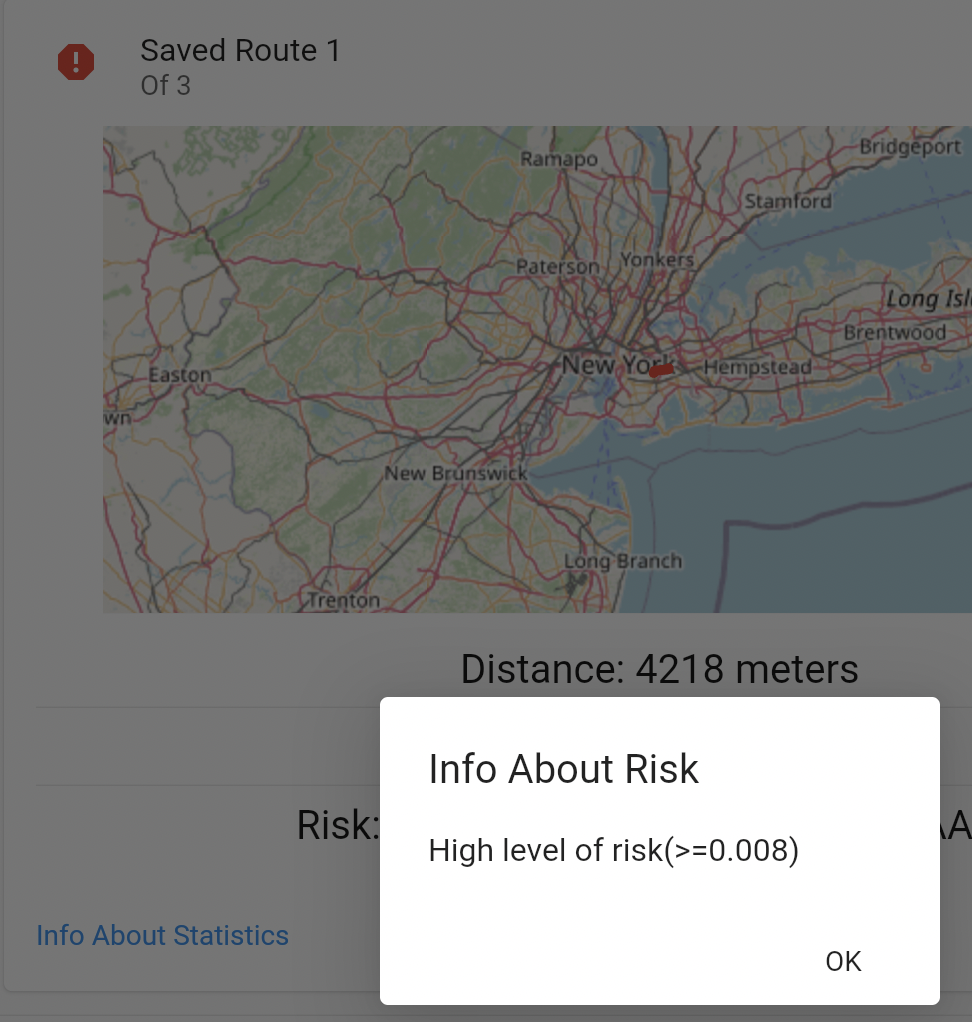 Saved Route 1
Of 3
Bridgeport
Ramapo
Stamford
Yonkers
Paterson
Long Isl
Brentwood
New York
Hempstead
Easton
wn
New Brunswick
Long Branch
Trenton
Distance: 4218 meters
Info About Risk
Risk:
AA
High level of risk(>=0.008)
Info About Statistics
OK